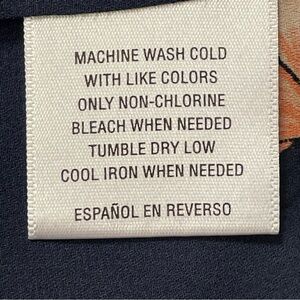 MACHINE WASH COLD
WITH LIKE COLORS
ONLY NON-CHLORINE
BLEACH WHEN NEEDED
TUMBLE DRY LOW
COOL IRON WHEN NEEDED
ESPAÑOL EN REVERSO